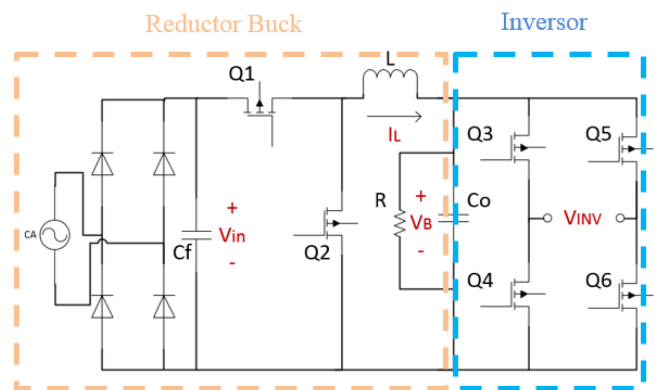 Reductor Buck
Inversor
L
Q1
IL
Q3
Q5
CA
+
Vin
-
Cf
Q2
R
+
VB
-
Co
VINV
Q4
Q6